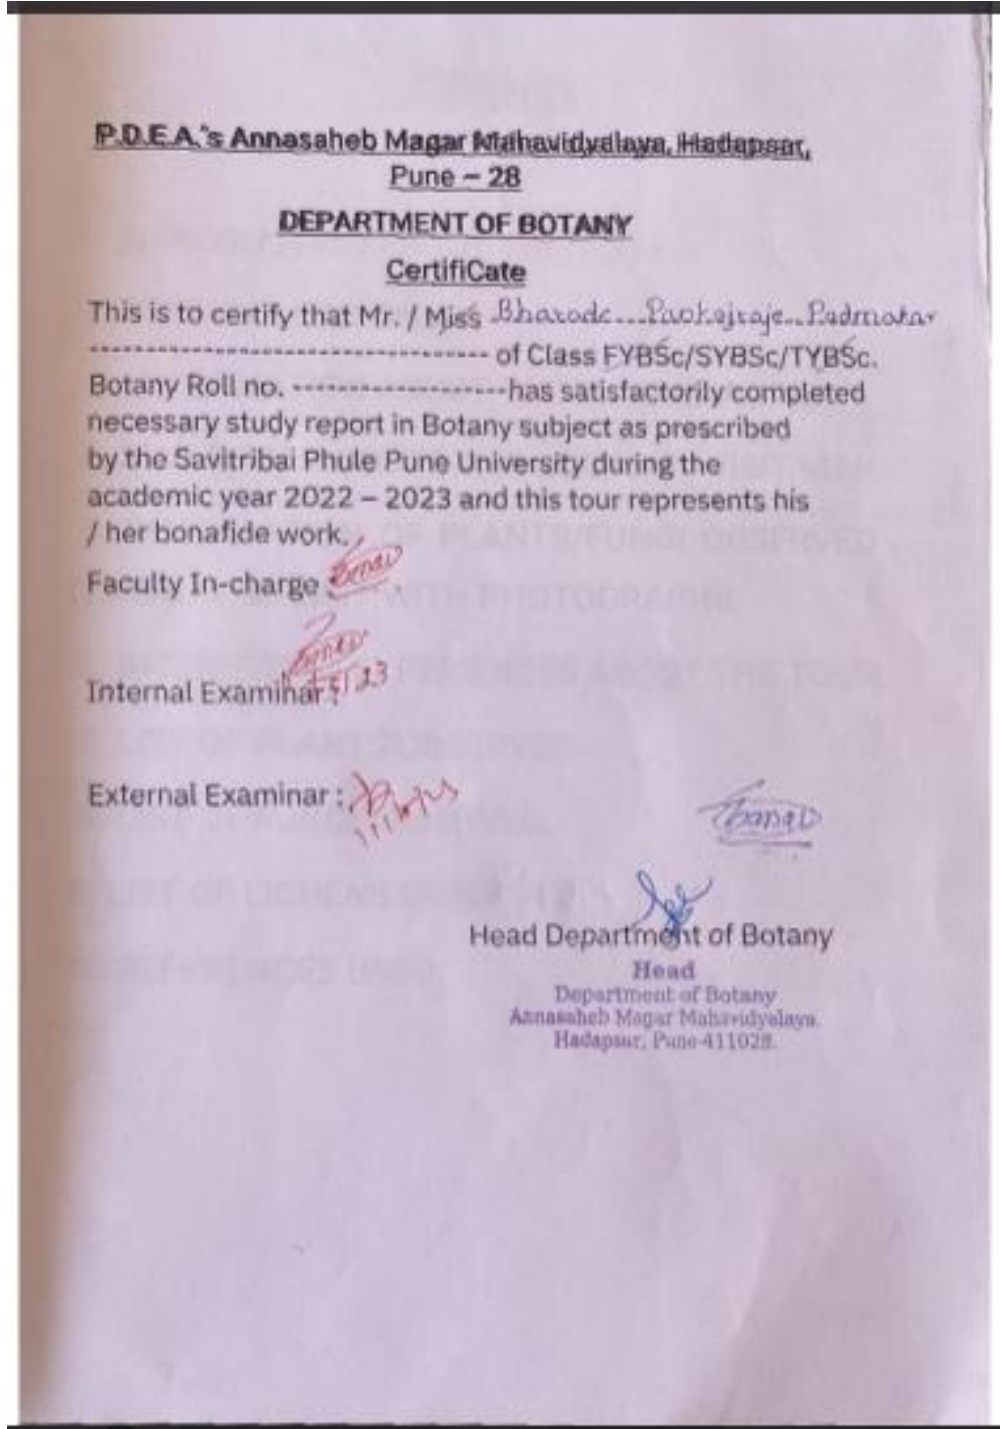 P.D.E.A.'s Annasaheb Magar Mahavidyalaya, Hadapsar,
Pune – 28
DEPARTMENT OF BOTANY
CertifiCate
This is to certify that Mr. / Miss Bharade Padmakar
--------------------------------- of Class FYBSc/SYBSc/TYBSc.
Botany Roll no. ------------------has satisfactorily completed
necessary study report in Botany subject as prescribed
by the Savitribai Phule Pune University during the
academic year 2022 – 2023 and this tour represents his
/ her bonafide work.
Faculty In-charge
Internal Examinar :
External Examinar :
Head Department of Botany
Head
Department of Botany
Annasaheb Magar Mahavidyalaya.
Hadapsar, Pune-411028.